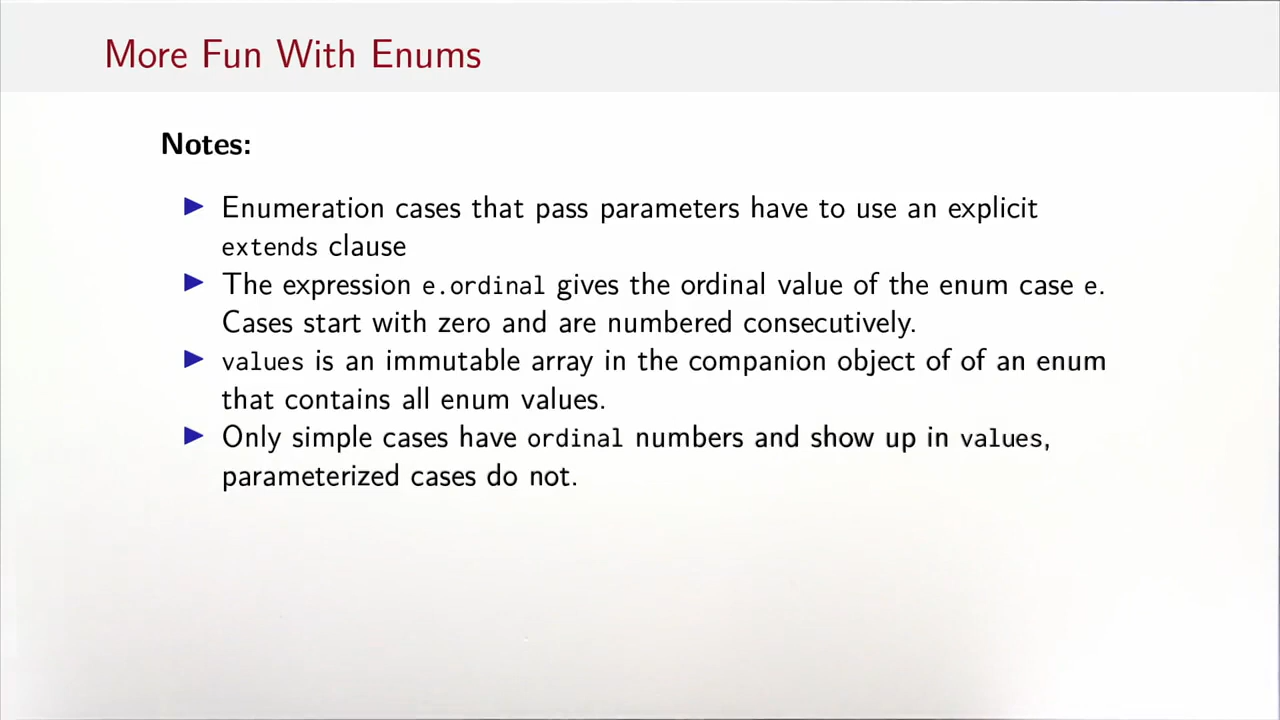 More Fun With Enums
Notes:
▶ Enumeration cases that pass parameters have to use an explicit
extends clause
▶ The expression e.ordinal gives the ordinal value of the enum case e.
Cases start with zero and are numbered consecutively.
▶ values is an immutable array in the companion object of of an enum
that contains all enum values.
▶ Only simple cases have ordinal numbers and show up in values,
parameterized cases do not.